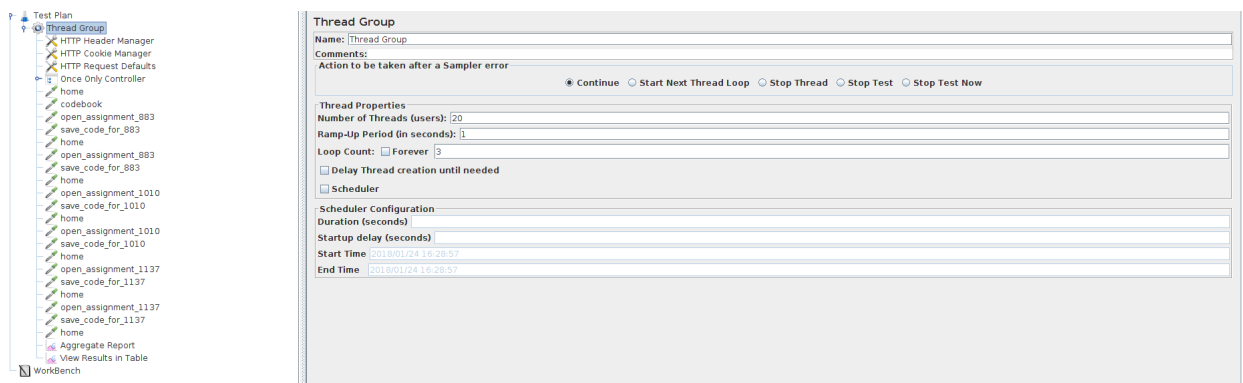 Test Plan
Thread Group
HTTP Header Manager
HTTP Cookie Manager
HTTP Request Defaults
Once Only Controller
home
codebook
open_assignment_883
save_code_for_883
home
open_assignment_883
save_code_for_883
home
open_assignment_1010
save_code_for_1010
home
open_assignment_1010
save_code_for_1010
home
open_assignment_1137
save_code_for_1137
home
open_assignment_1137
save_code_for_1137
home
Aggregate Report
View Results in Table
WorkBench
Thread Group
Name: Thread Group
Comments:
Action to be taken after a Sampler error
Continue Start Next Thread Loop Stop Thread Stop Test Stop Test Now
Thread Properties
Number of Threads (users): 20
Ramp-Up Period (in seconds): 1
Loop Count: Forever 3
Delay Thread creation until needed
Scheduler
Scheduler Configuration
Duration (seconds)
Startup delay (seconds)
Start Time 2018/01/24 16:28:57
End Time 2018/01/24 16:28:57